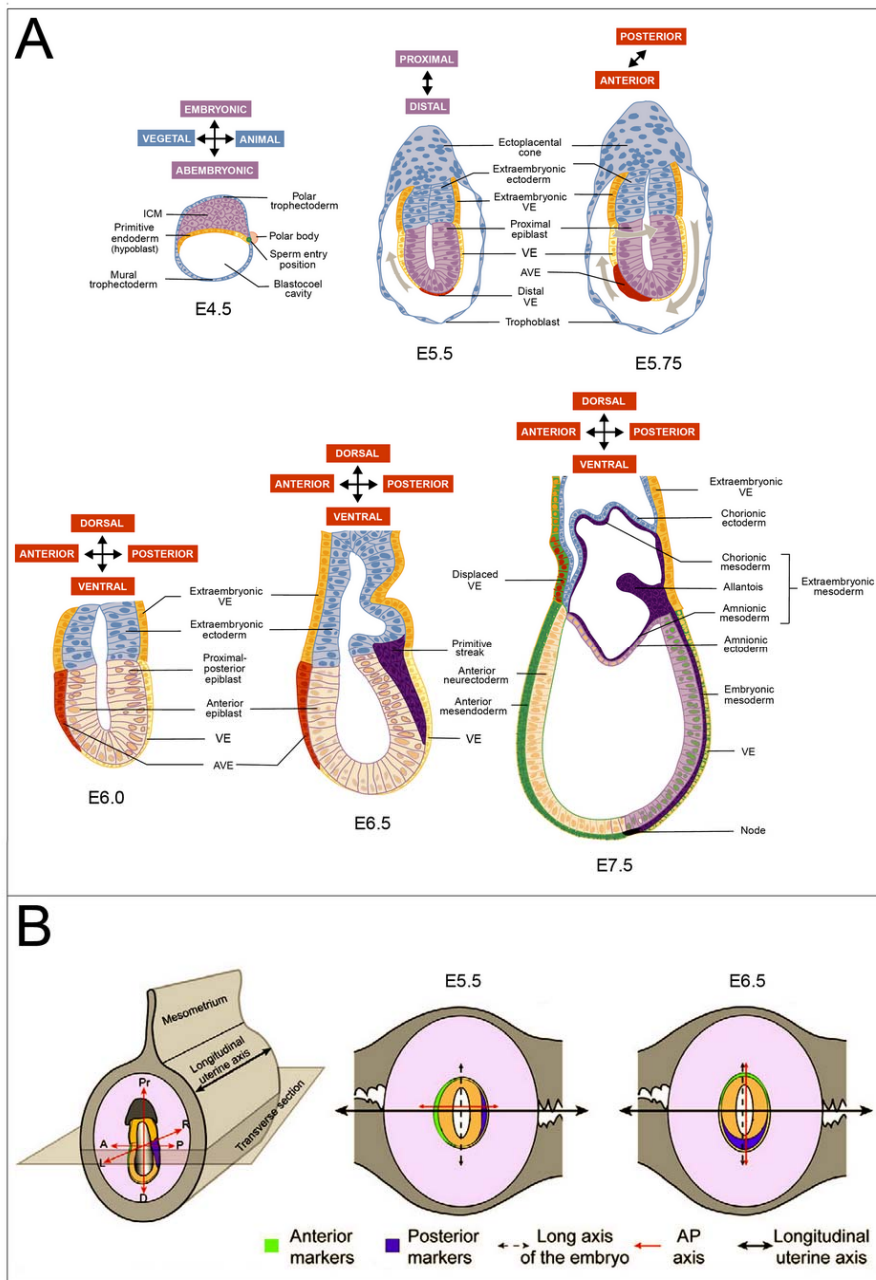 A
EMBRYONIC
VEGETAL
ANIMAL
ABEMBRYONIC
ICM
Primitive
endoderm
(hypoblast)
Mural
trophectoderm
Polar
trophectoderm
Polar body
Sperm entry
position
Blastocoel
cavity
E4.5
PROXIMAL
DISTAL
POSTERIOR
ANTERIOR
Ectoplacental
cone
Extraembryonic
ectoderm
Extraembryonic
VE
Proximal
epiblast
VE
AVE
Distal
VE
Trophoblast
E5.5
E5.75
DORSAL
ANTERIOR
POSTERIOR
VENTRAL
Extraembryonic
VE
Extraembryonic
ectoderm
Proximal-
posterior
epiblast
Anterior
epiblast
VE
AVE
E6.0
DORSAL
ANTERIOR
POSTERIOR
VENTRAL
Primitive
streak
VE
E6.5
DORSAL
ANTERIOR
POSTERIOR
VENTRAL
Displaced
VE
Anterior
neurectoderm
Anterior
mesendoderm
Extraembryonic
VE
Chorionic
ectoderm
Chorionic
mesoderm
Allantois
Amnionic
mesoderm
Extraembryonic
mesoderm
Amnionic
ectoderm
Embryonic
mesoderm
VE
Node
E7.5
B
Mesometrium
Longitudinal
uterine axis
Transverse section
Pr
R
A
P
L
D
E5.5
E6.5
Anterior
markers
Posterior
markers
Long axis
of the embryo
AP
axis
Longitudinal
uterine axis